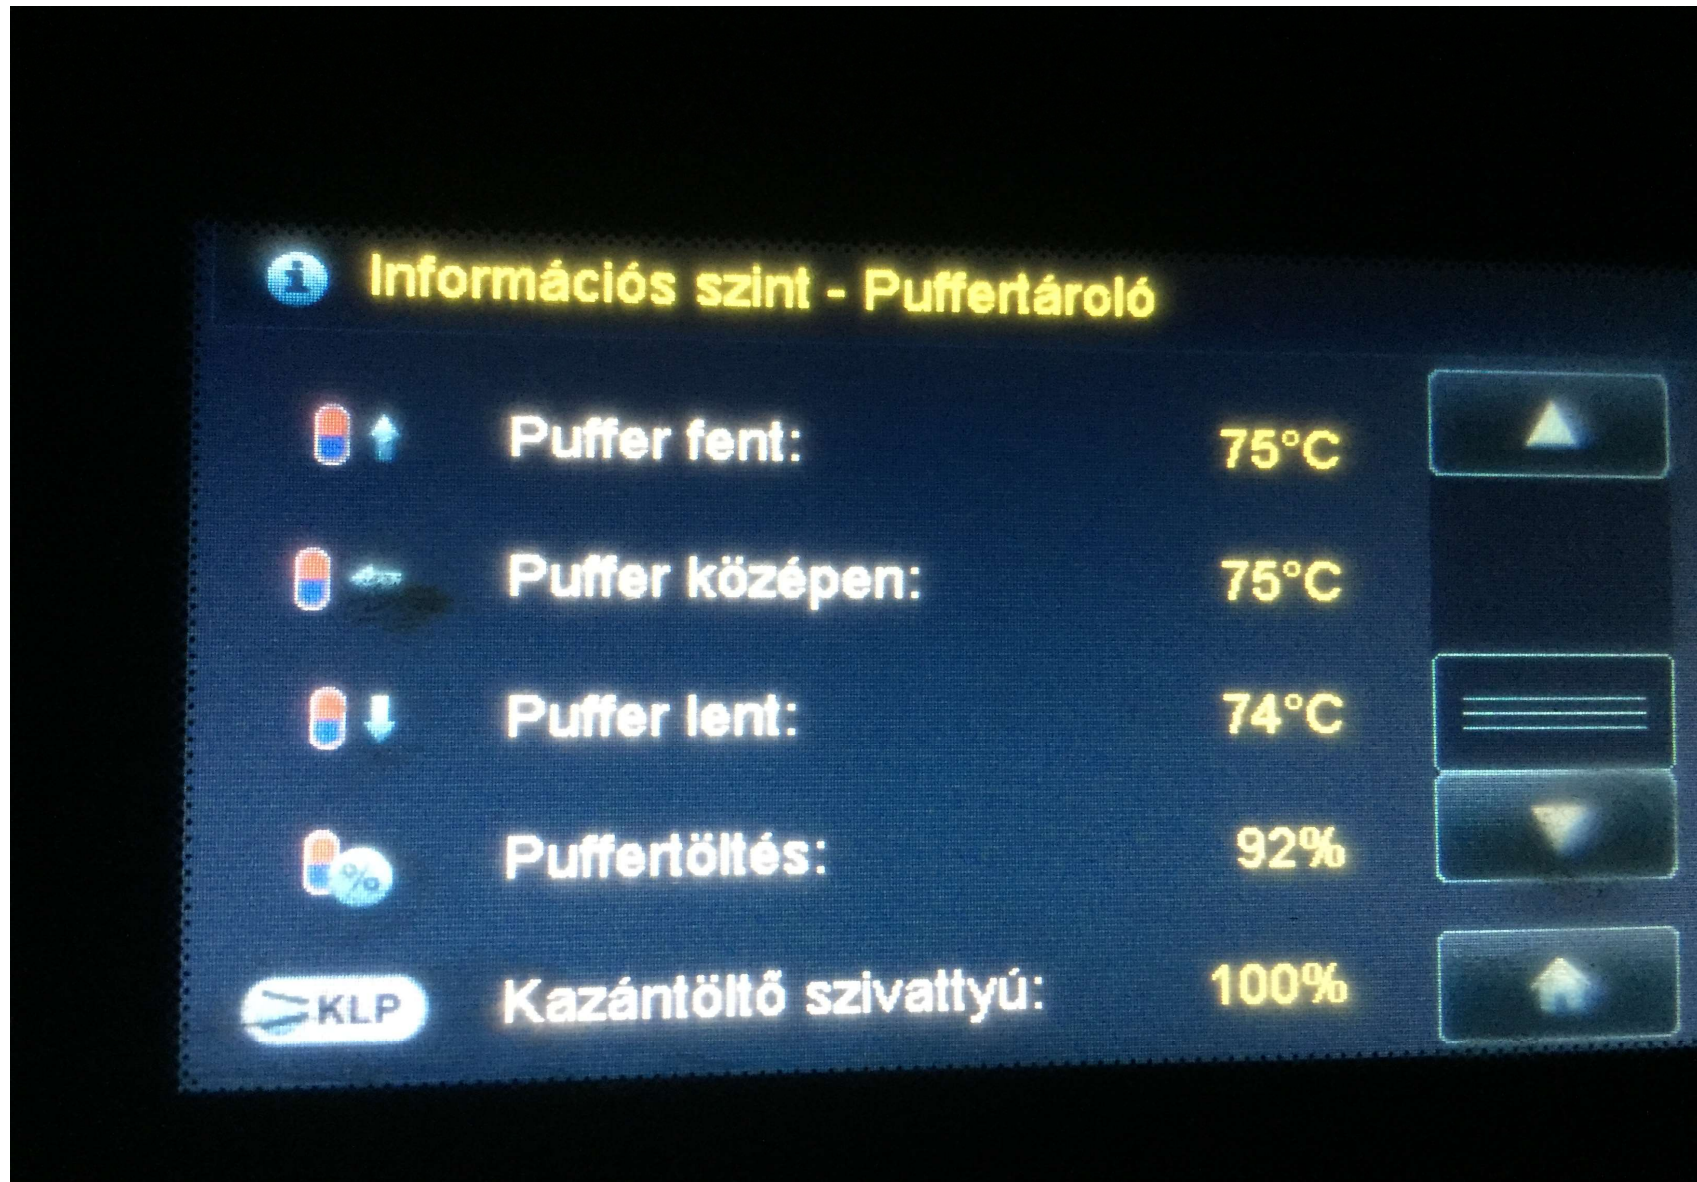 Információs szint - Puffertároló
Puffer fent: 75°C
Puffer középen: 75°C
Puffer lent: 74°C
% Puffertöltés: 92%
KLP Kazántöltő szivattyú: 100%